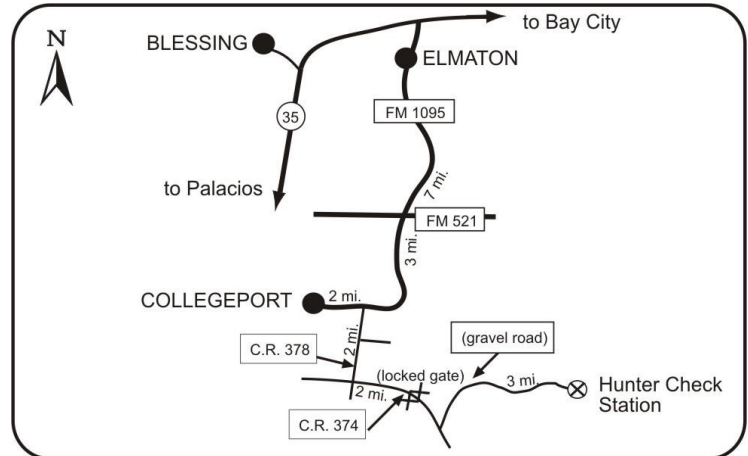 to Bay City
N
BLESSING
ELMATON
FM 1095
35
7 mi.
to Palacios
FM 521
3 mi.
COLLEGEPORT
2 mi.
2 mi.
C.R. 378
(gravel road)
(locked gate)
3 mi.
2 mi.
Hunter Check
Station
C.R. 374